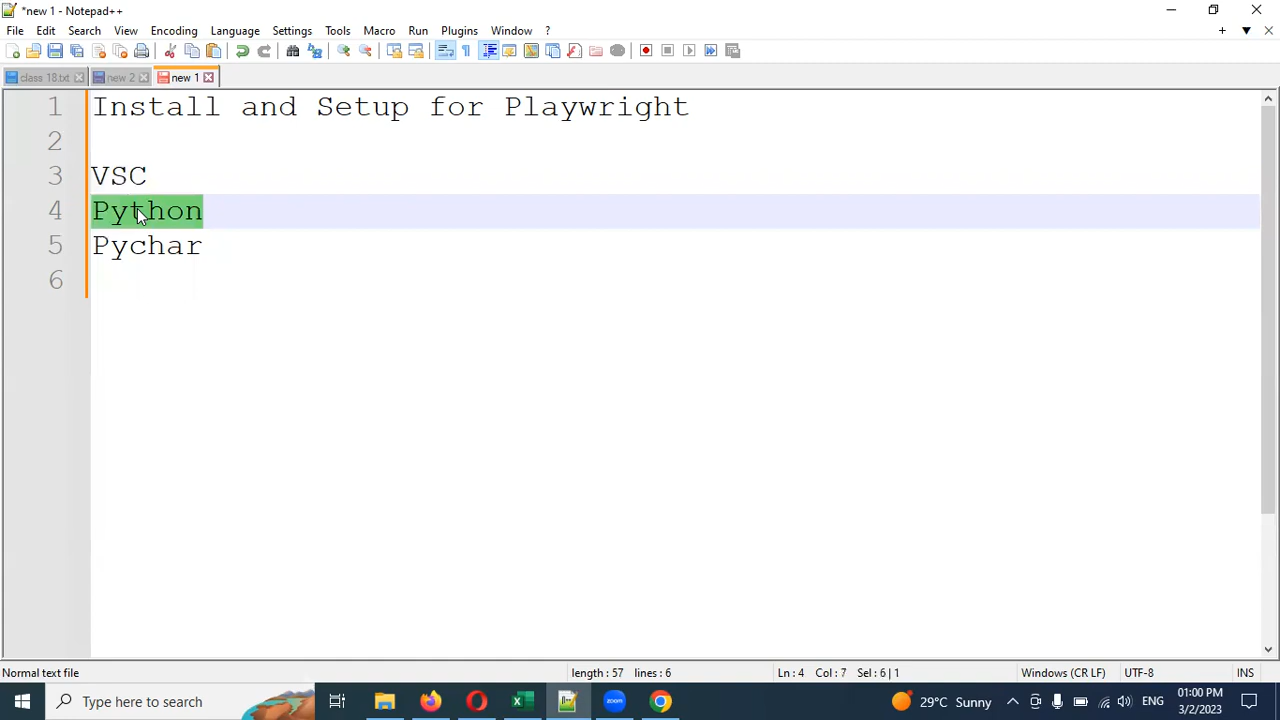 *new 1 - Notepad++
File Edit Search View Encoding Language Settings Tools Macro Run Plugins Window ?
class 18.txt new 2 new 1
1 Install and Setup for Playwright
2
3 VSC
4 Python
5 Pychar
6
Normal text file length : 57 lines : 6 Ln : 4 Col : 7 Sel : 6 | 1 Windows (CR LF) UTF-8 INS
Type here to search zoom 29°C Sunny ENG 01:00 PM
3/2/2023